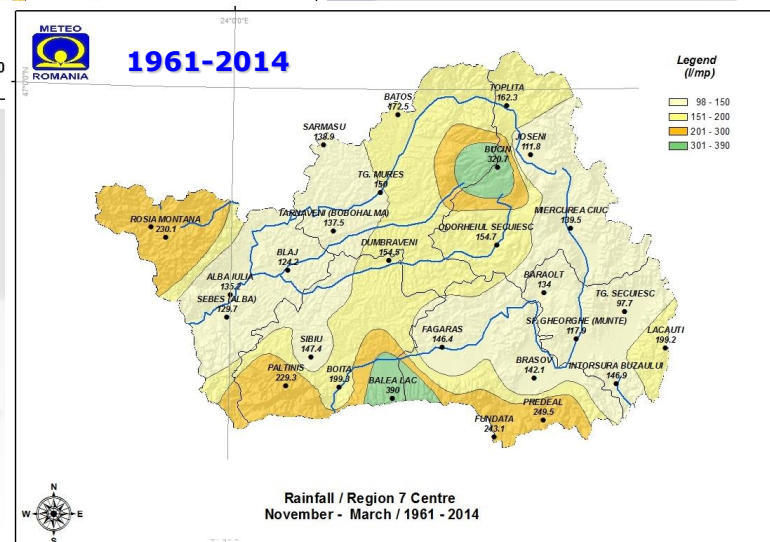 24°0'0"E
METEO
ROMANIA
1961-2014
0
47°0'0"N
Legend
(l/mp)
98 - 150
151 - 200
201 - 300
301 - 390
TOPLITA
162.3
BATOS
172.5
SARMASU
138.9
JOSENI
111.8
BUCIN
320.7
TG. MURES
150
ROSIA MONTANA
230.1
TARNAVENI (BOBOHALMA)
137.5
MIERCUREA CIUC
139.5
ODORHEIUL SECUIESC
154.7
DUMBRAVENI
154.5
BLAJ
124.2
ALBA IULIA
135.2
SEBES (ALBA)
129.7
BARAOLT
134
TG. SECUIESC
97.7
SF. GHEORGHE (MUNTE)
117.9
LACAUTI
199.2
FAGARAS
146.4
SIBIU
147.4
BRASOV
142.1
INTORSURA BUZAULUI
146.9
PALTINIS
229.3
BOITA
199.3
BALEA LAC
390
PREDEAL
249.5
FUNDATA
243.1
N
W
E
S
Rainfall / Region 7 Centre
November - March / 1961 - 2014